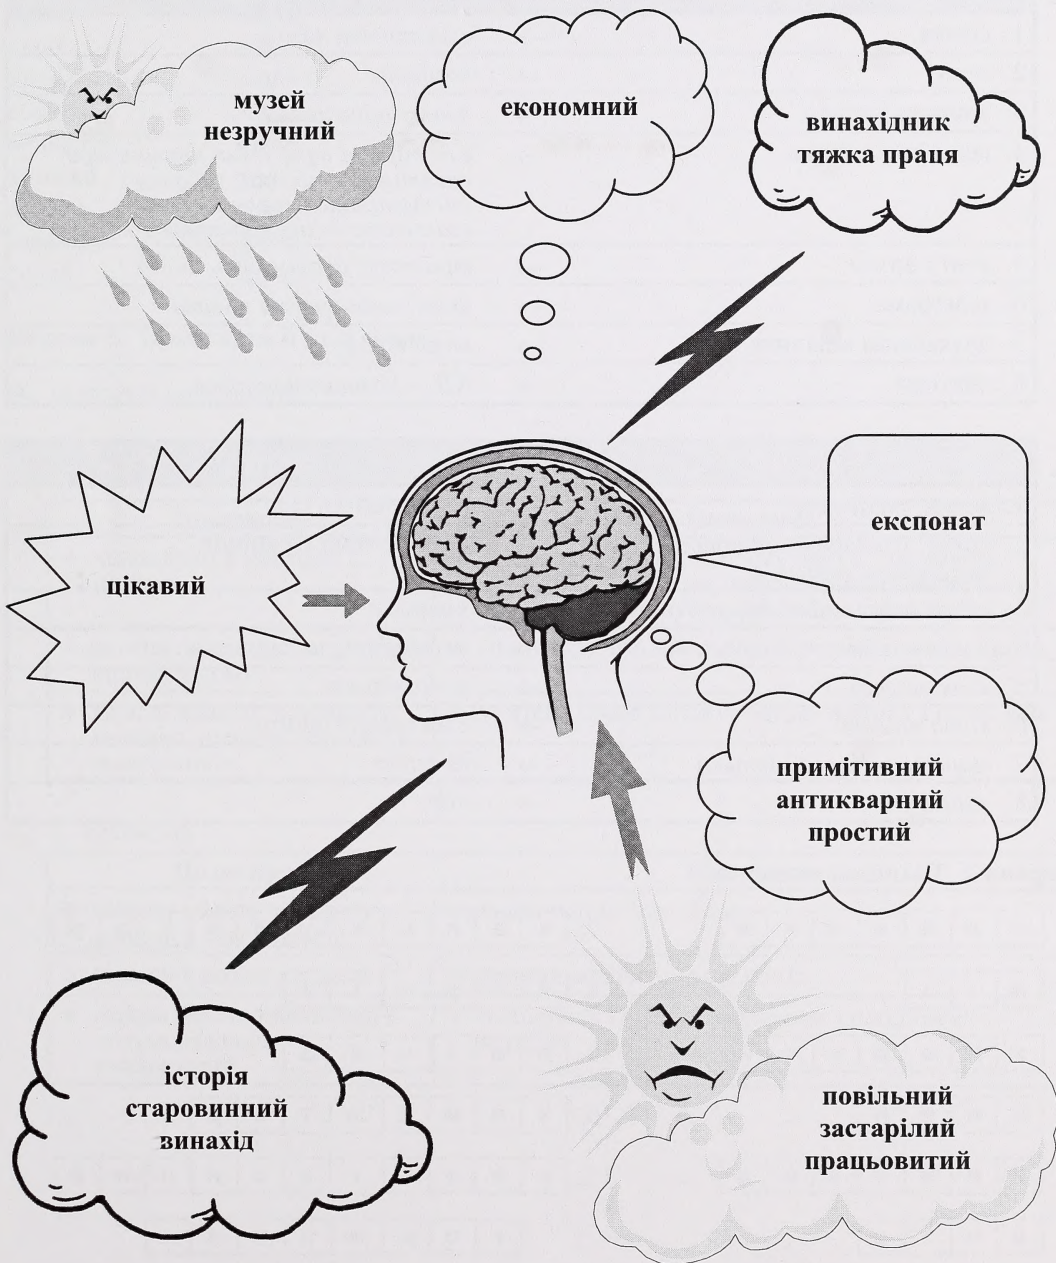 музей
незручний
економний
винахідник
тяжка праця
цікавий
експонат
примітивний
антикварний
простий
історія
старовинний
винахід
повільний
застарілий
працьовитий